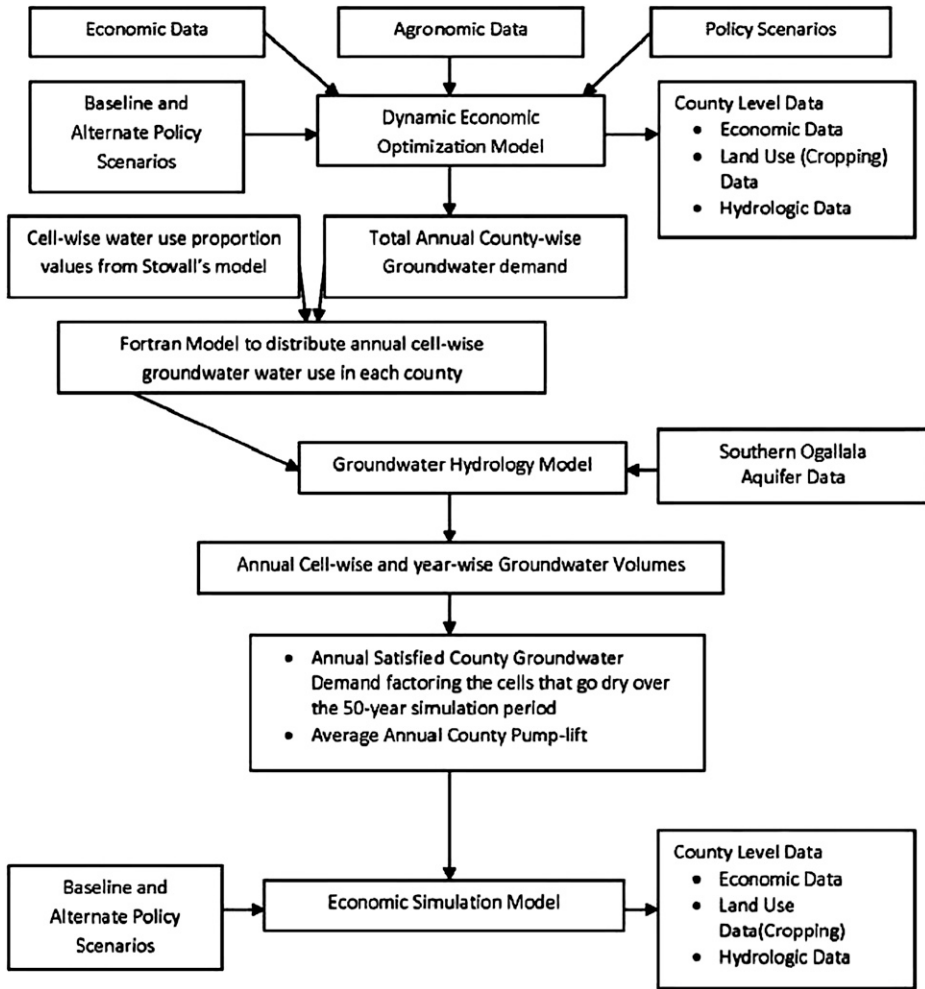 Economic Data
Agronomic Data
Policy Scenarios
Baseline and
Alternate Policy
Scenarios
Dynamic Economic
Optimization Model
County Level Data
• Economic Data
• Land Use (Cropping)
Data
• Hydrologic Data
Cell-wise water use proportion
values from Stovall's model
Total Annual County-wise
Groundwater demand
Fortran Model to distribute annual cell-wise
groundwater water use in each county
Groundwater Hydrology Model
Southern Ogallala
Aquifer Data
Annual Cell-wise and year-wise Groundwater Volumes
• Annual Satisfied County Groundwater
Demand factoring the cells that go dry over
the 50-year simulation period
• Average Annual County Pump-lift
Baseline and
Alternate Policy
Scenarios
Economic Simulation Model
County Level Data
• Economic Data
• Land Use
Data(Cropping)
• Hydrologic Data